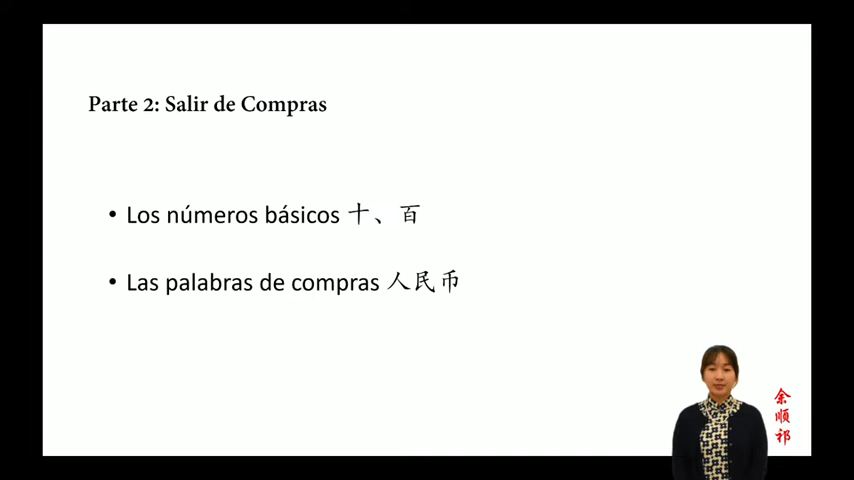 Parte 2: Salir de Compras
• Los números básicos 十、百
• Las palabras de compras 人民币
余顺祁